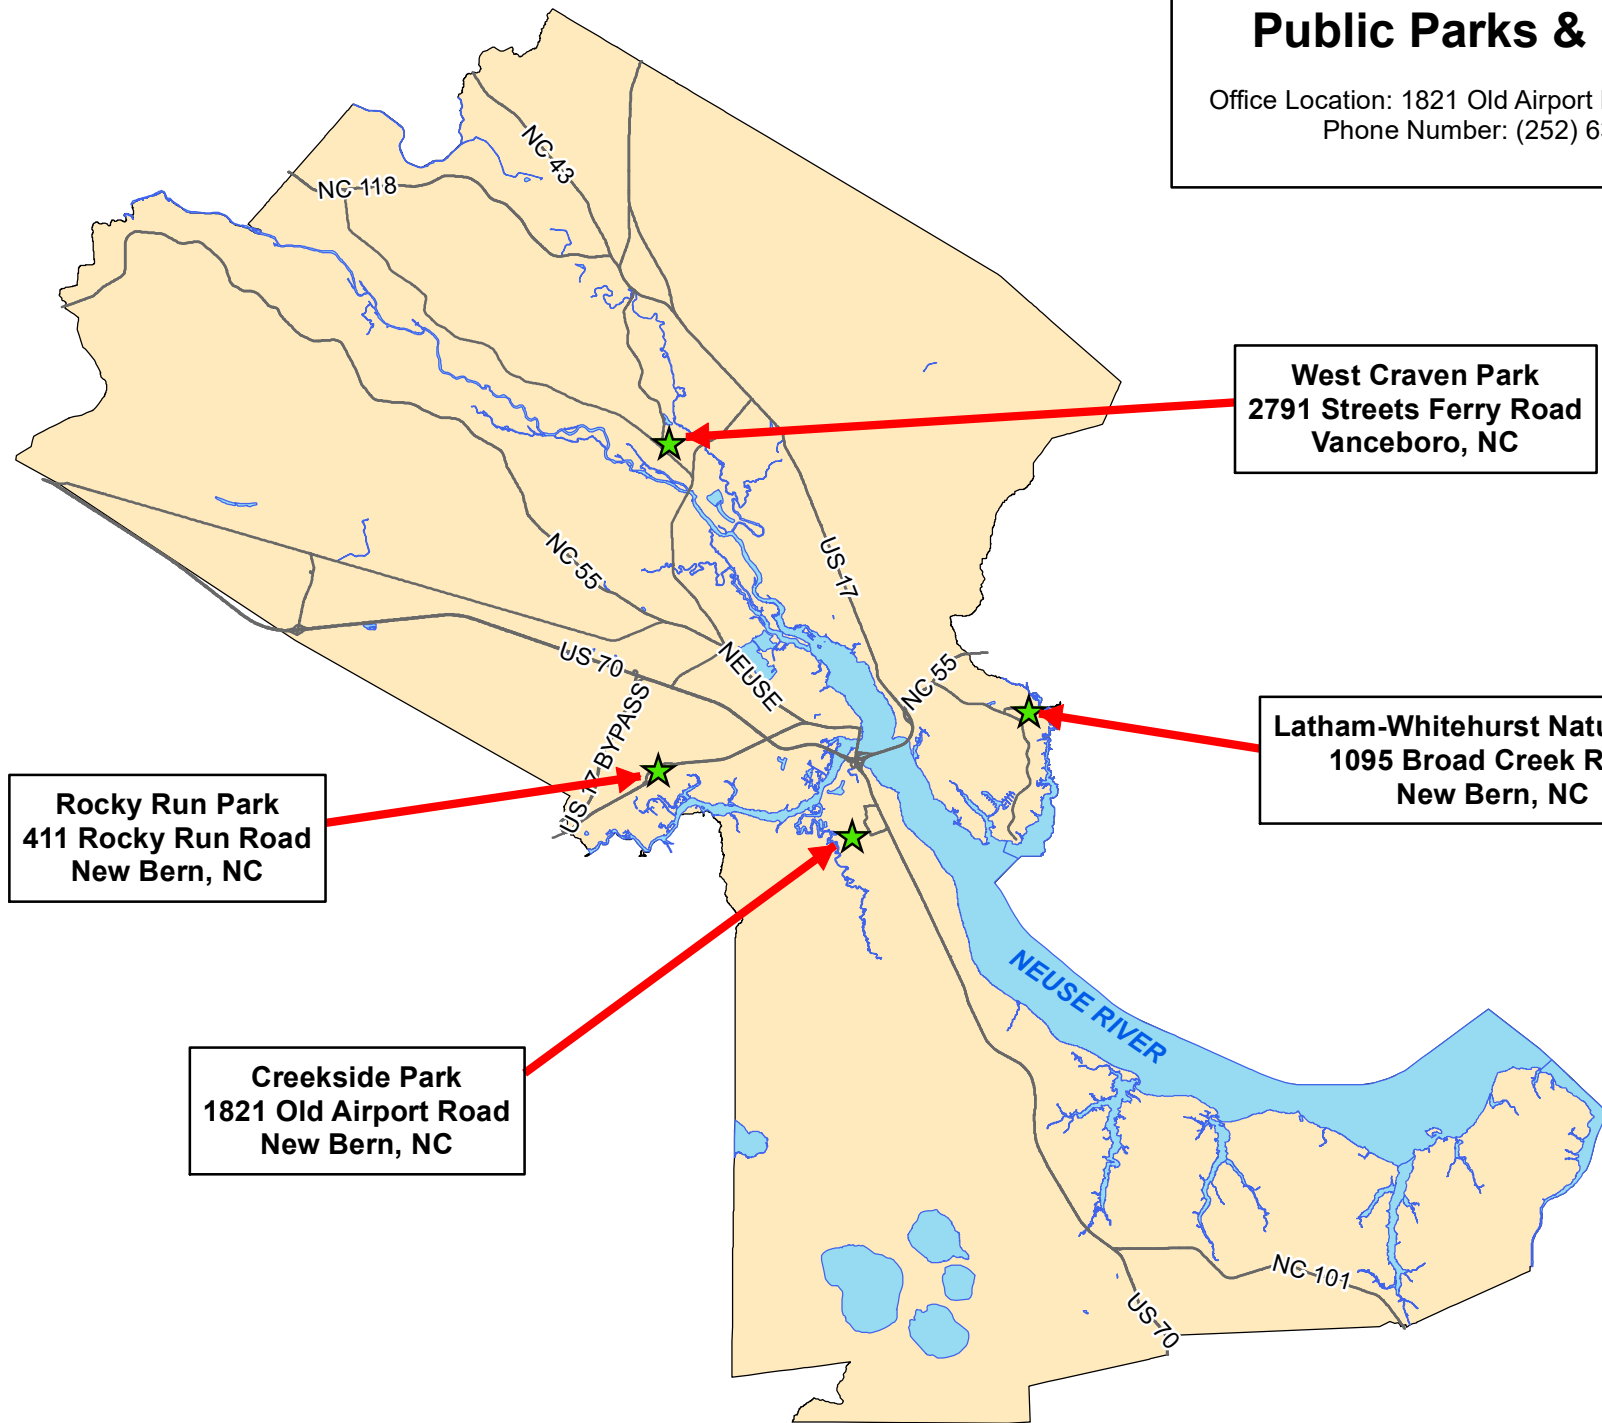 Public Parks &
Office Location: 1821 Old Airport
Phone Number: (252)
NC 43
NC 118
West Craven Park
2791 Streets Ferry Road
Vanceboro, NC
US 17
NC 55
NEUSE
US 70
NC 55
US 17 BYPASS
Latham-Whitehurst
1095 Broad Creek
New Bern, NC
Rocky Run Park
411 Rocky Run Road
New Bern, NC
NEUSE RIVER
Creekside Park
1821 Old Airport Road
New Bern, NC
NC 101
US 70